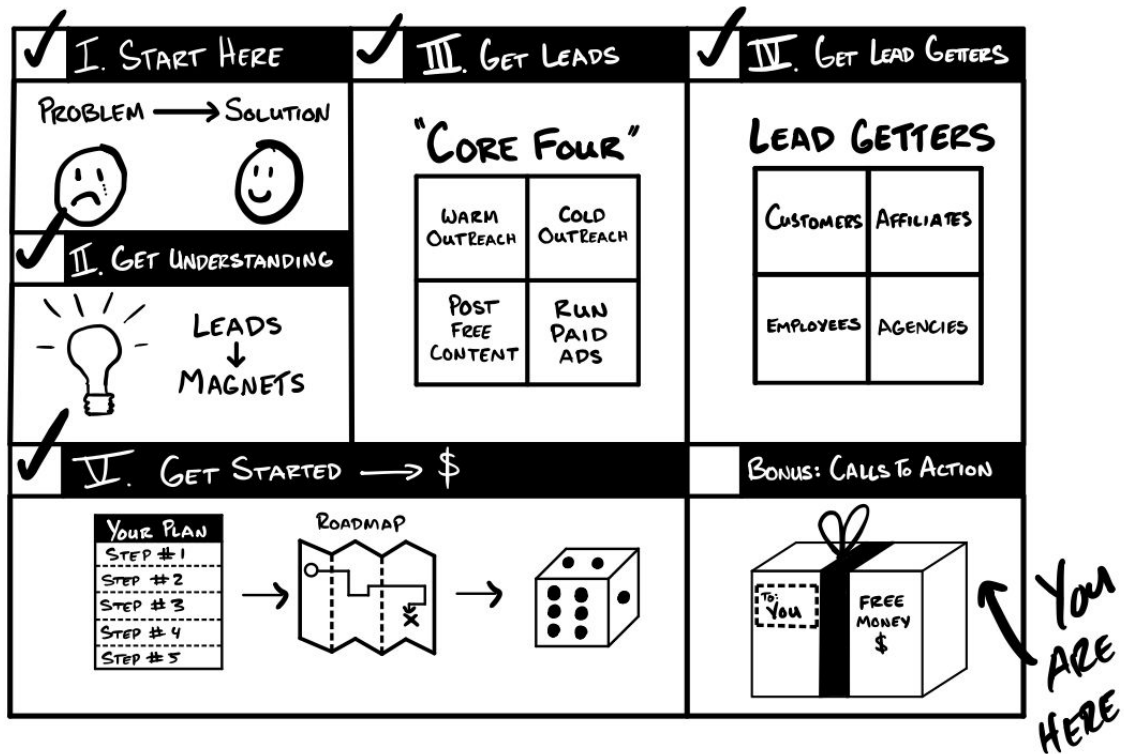 I. START HERE
PROBLEM → SOLUTION
II. GET UNDERSTANDING
LEADS
↓
MAGNETS
III. GET LEADS
"CORE FOUR"
WARM
OUTREACH
COLD
OUTREACH
POST
FREE
CONTENT
RUN
PAID
ADS
IV. GET LEAD GETTERS
LEAD GETTERS
CUSTOMERS
AFFILIATES
EMPLOYEES
AGENCIES
V. GET STARTED → $
YOUR PLAN
STEP #1
STEP #2
STEP #3
STEP #4
STEP #5
ROADMAP
X
BONUS: CALLS TO ACTION
TO:
YOU
FREE
MONEY
$
YOU
ARE
HERE